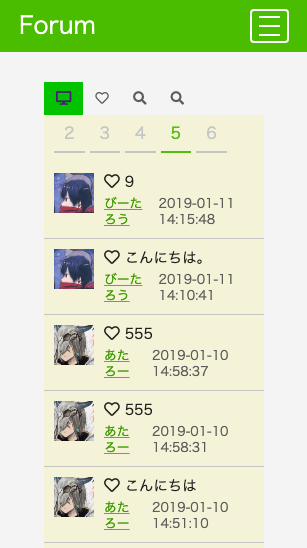 Forum
2 3 4 5 6
9
びーた 2019-01-11
ろう 14:15:48
こんにちは。
びーた 2019-01-11
ろう 14:10:41
555
あた 2019-01-10
ろー 14:58:37
555
あた 2019-01-10
ろー 14:58:31
こんにちは
あた 2019-01-10
ろー 14:51:10